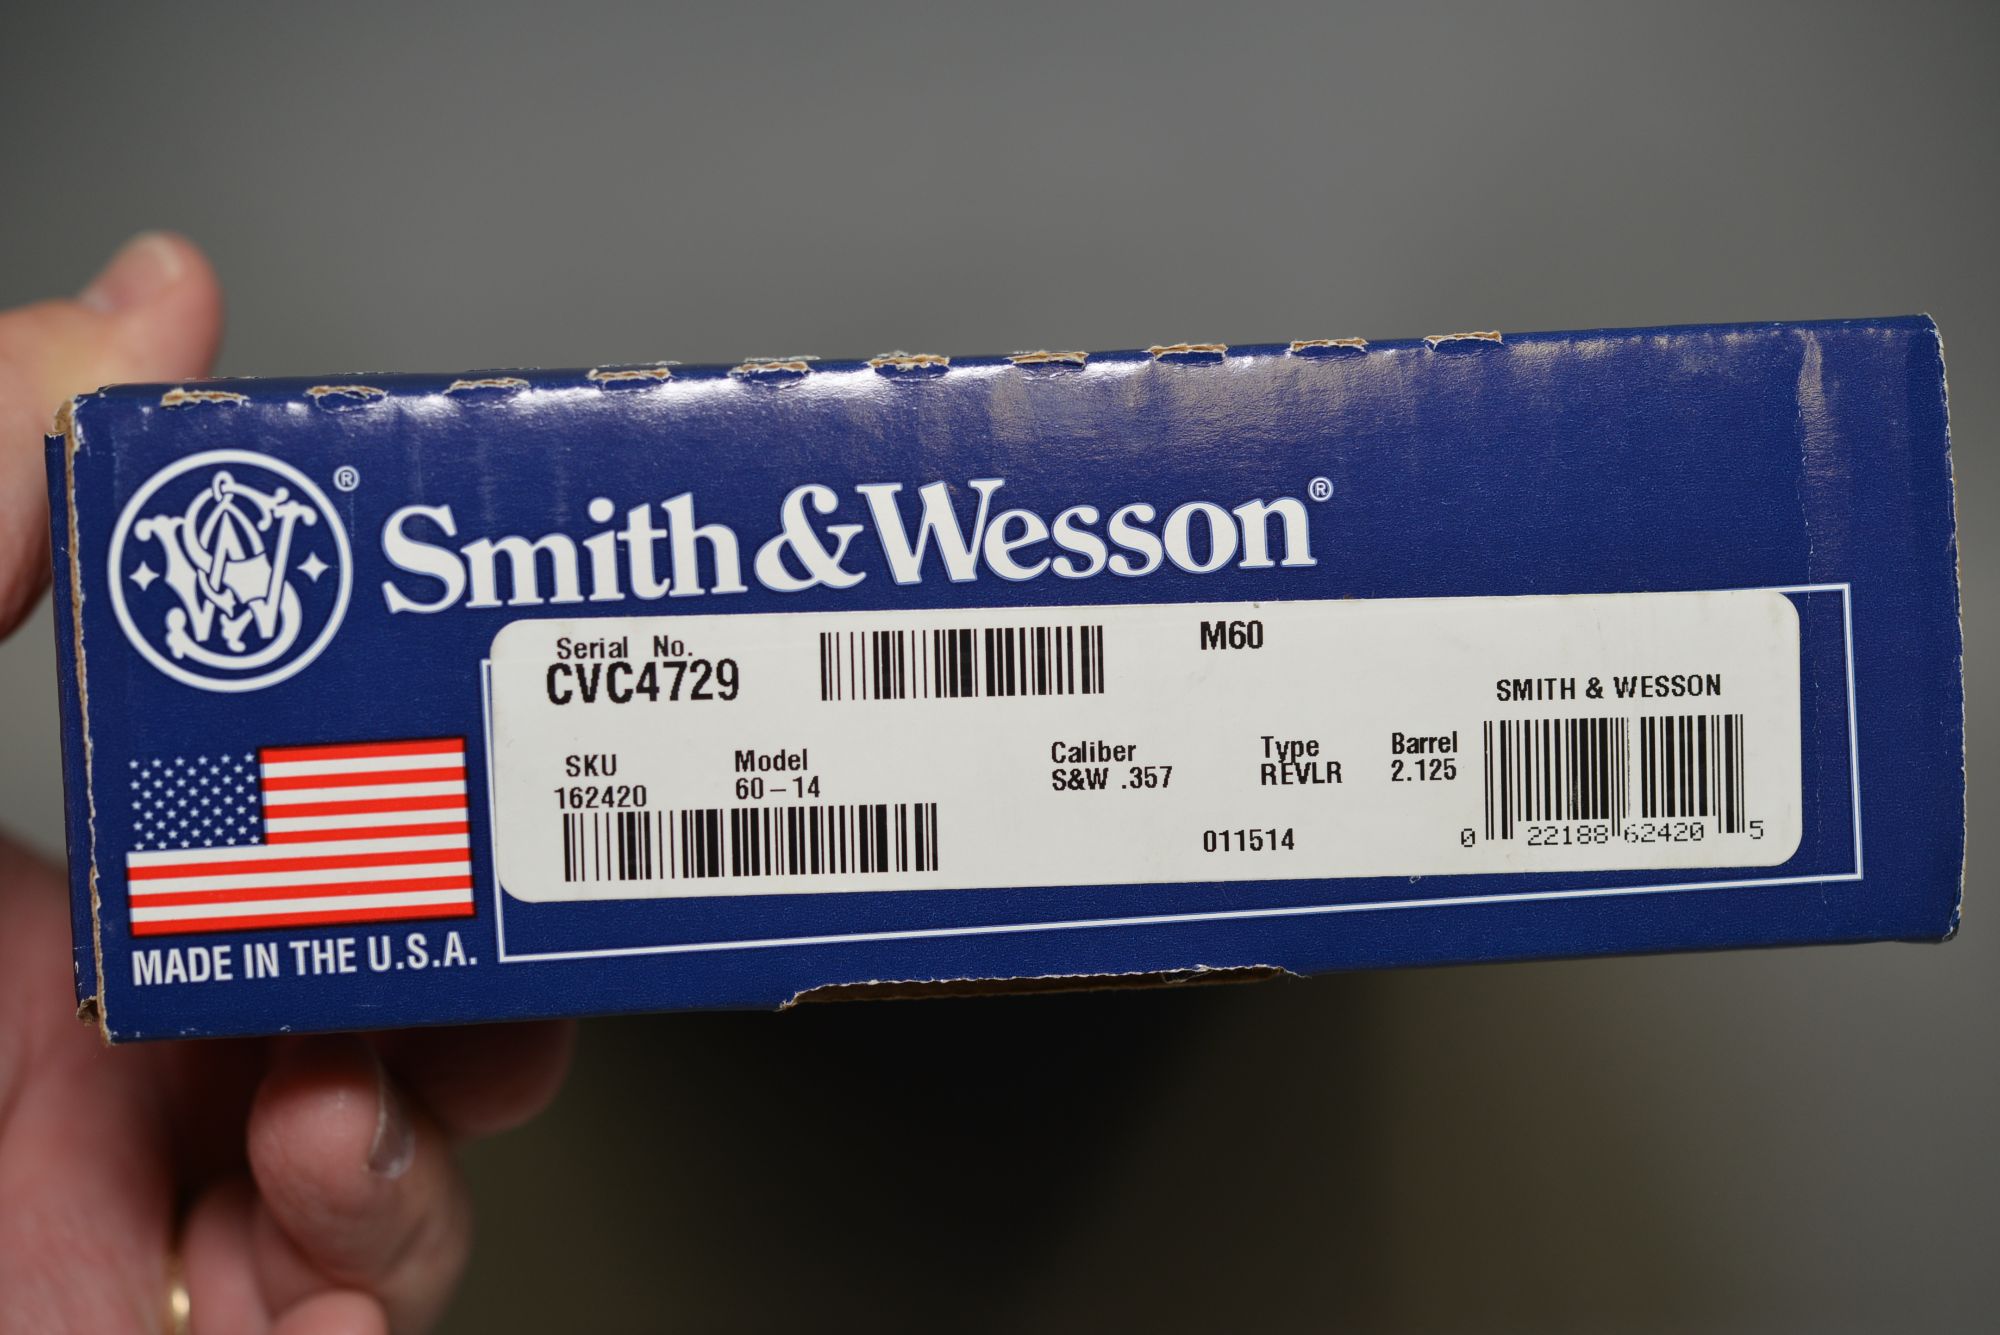 Smith & Wesson®
®
Serial No.
CVC4729
M60
SMITH & WESSON
SKU
162420
Model
60-14
Caliber
S&W .357
Type
REVLR
Barrel
2.125
011514
0 22188 62420 5
MADE IN THE U.S.A.